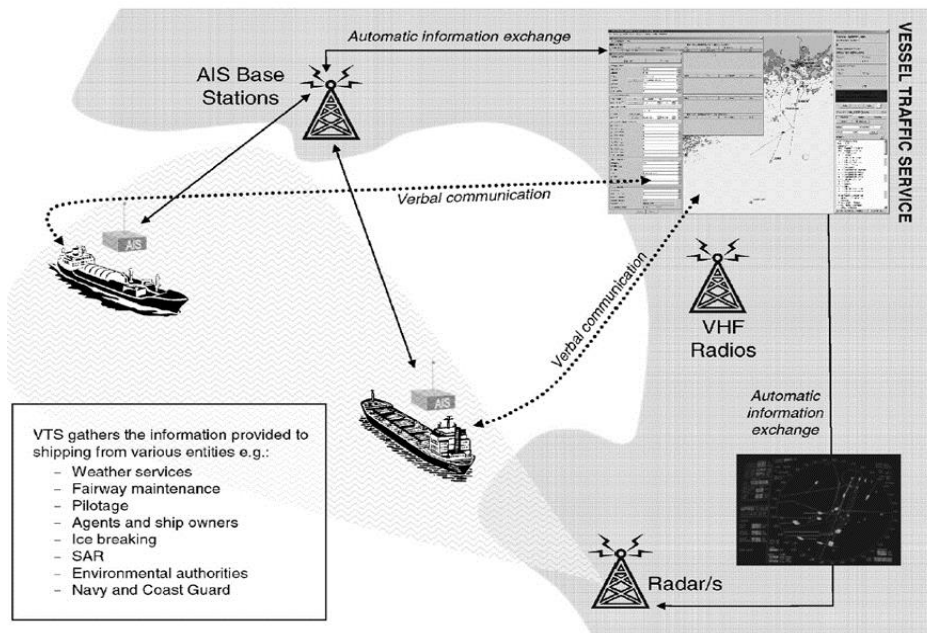 Automatic information exchange
AIS Base
Stations
VESSEL TRAFFIC SERVICE
Verbal communication
AIS
Verbal communication
VHF
Radios
AIS
Automatic
information
exchange
VTS gathers the information provided to
shipping from various entities e.g.:
– Weather services
– Fairway maintenance
– Pilotage
– Agents and ship owners
– Ice breaking
– SAR
– Environmental authorities
– Navy and Coast Guard
Radar/s